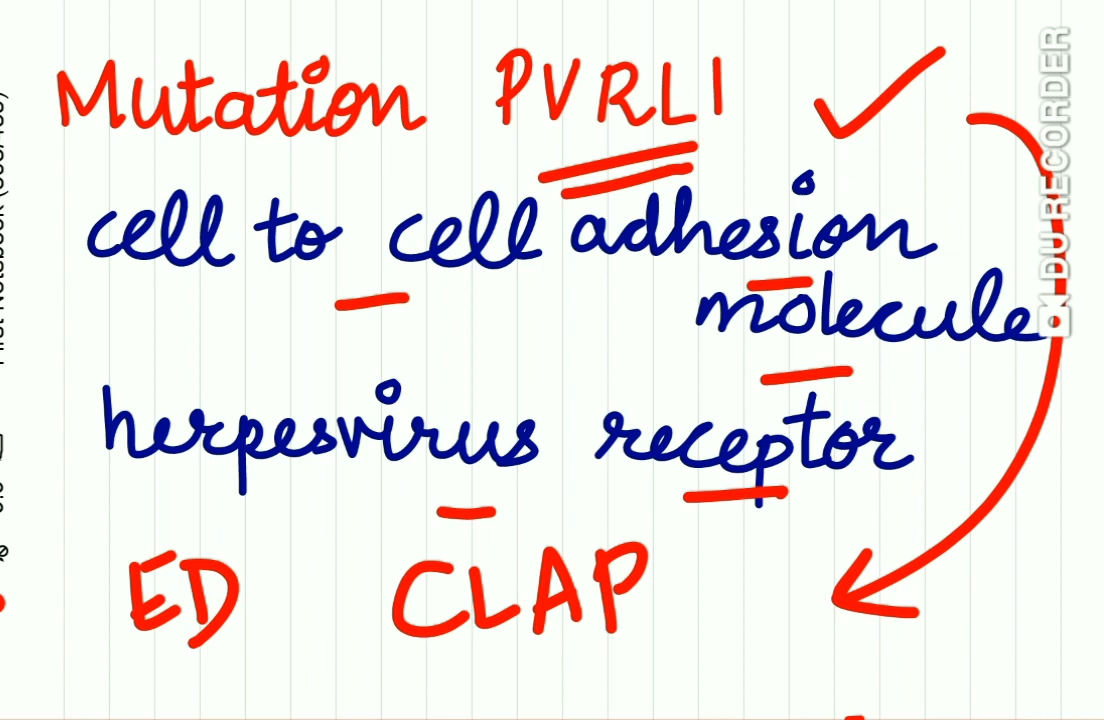 Mutation PVRL1
cell to cell adhesion
molecule
herpesvirus receptor
ED CLAP
DU RECORDER